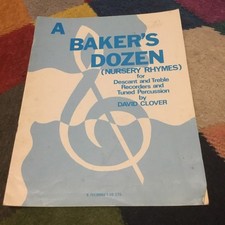 A
BAKER'S
DOZEN
(NURSERY RHYMES)
for
Descant and Treble
Recorders and
Tuned Percussion
by
DAVID CLOVER